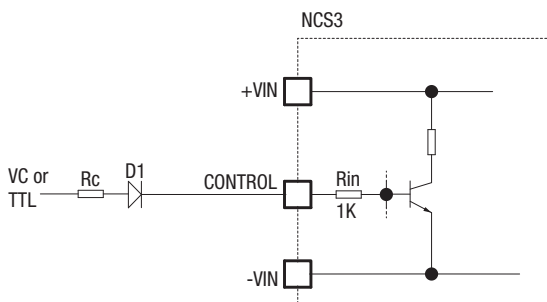 NCS3
+VIN
VC or
TTL
Rc
D1
CONTROL
Rin
1K
-VIN